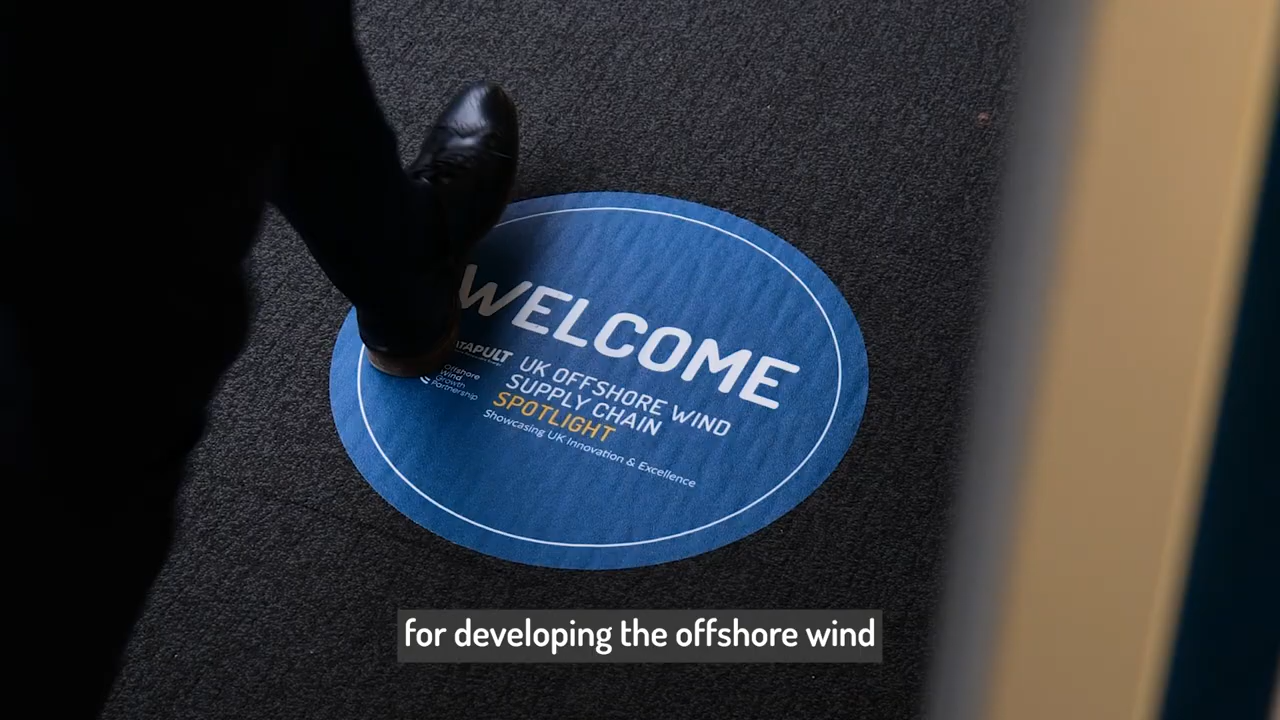 WELCOME
UK OFFSHORE WIND
SUPPLY CHAIN
SPOTLIGHT
Showcasing UK Innovation & Excellence
ATAPULT
Offshore
Wind
Growth
Partnership
for developing the offshore wind